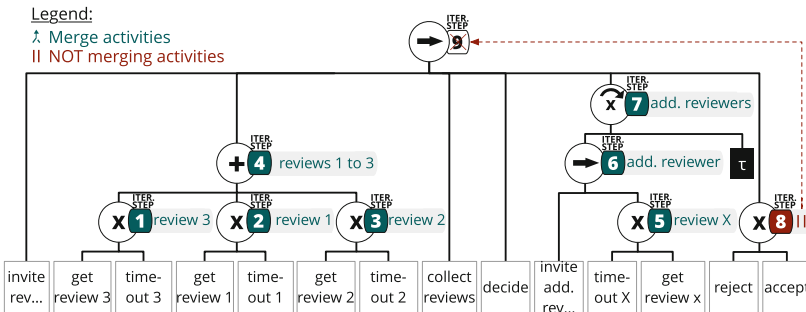 Legend:
Merge activities
II NOT merging activities
ITER. STEP
9
ITER. STEP
x
7 add. reviewers
ITER. STEP
+ 4 reviews 1 to 3
ITER. STEP
6 add. reviewer
τ
ITER. STEP
x 1 review 3
ITER. STEP
x 2 review 1
ITER. STEP
x 3 review 2
ITER. STEP
x 5 review X
ITER. STEP
x 8 II
invite rev...
get review 3
time-out 3
get review 1
time-out 1
get review 2
time-out 2
collect reviews
decide
invite add. rev...
time-out X
get review x
reject
accept